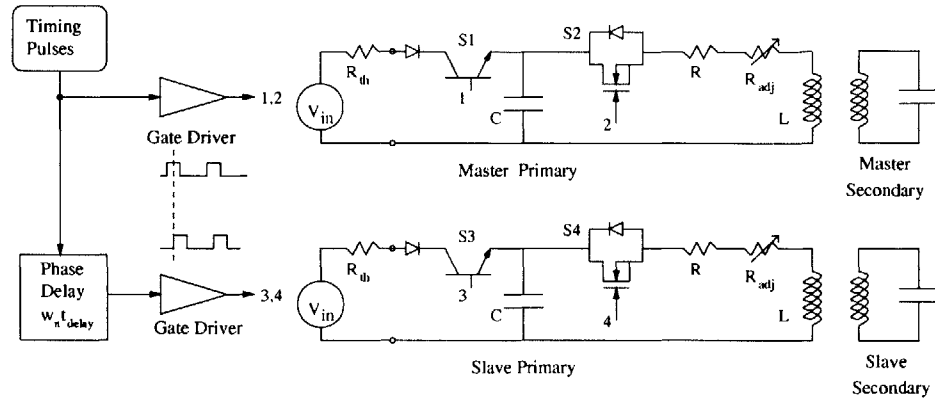 Timing
Pulses
Gate Driver
1,2
V_in
R_th
S1
1
C
S2
2
R
R_adj
L
Master Primary
Master
Secondary
Phase
Delay
w_n t_delay
Gate Driver
3,4
V_in
R_th
S3
3
C
S4
4
R
R_adj
L
Slave Primary
Slave
Secondary